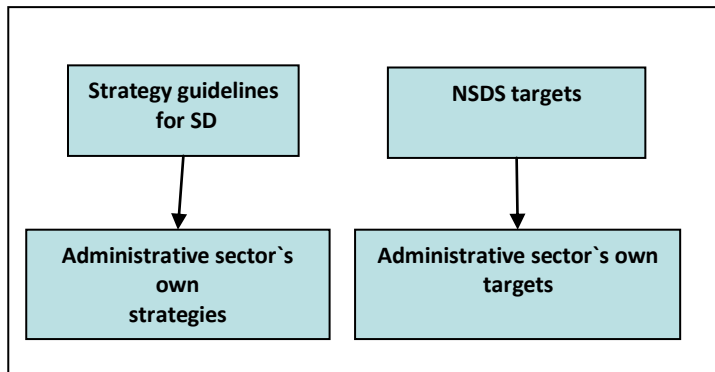 Strategy guidelines
for SD
NSDS targets
Administrative sector`s
own
strategies
Administrative sector`s own
targets